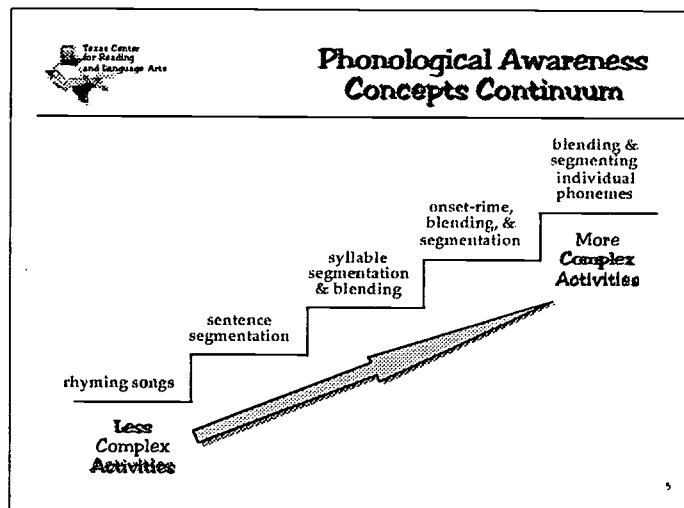 Texas Center
for Reading
and Language Arts
Phonological Awareness
Concepts Continuum
blending &
segmenting
individual
phonemes
onset-rime,
blending, &
segmentation
More
Complex
Activities
syllable
segmentation
& blending
sentence
segmentation
rhyming songs
Less
Complex
Activities
5